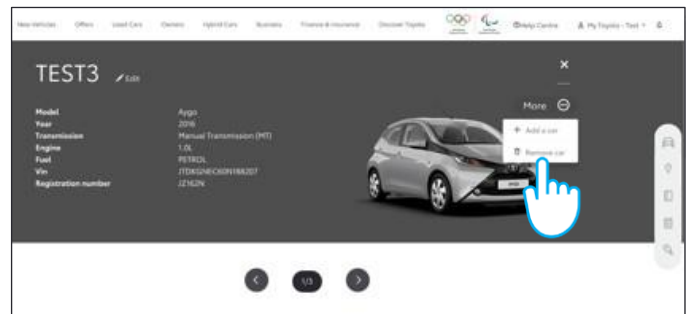 New Vehicles Offers Used Cars Owners Hybrid Cars Business Finance & Insurance Discover Toyota Help Centre My Toyota - Test
TEST3 Edit
More
Model Aygo
Year 2016
Transmission Manual Transmission (MT)
Engine 1.0L
Fuel PETROL
Vin
Registration number JZ162N
+ Add a car
Remove car
1/3